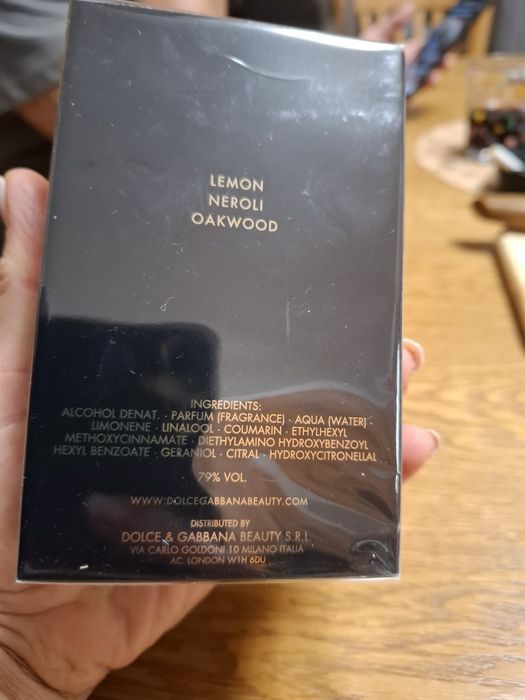 LEMON
NEROLI
OAKWOOD
INGREDIENTS:
ALCOHOL DENAT. · PARFUM (FRAGRANCE) · AQUA (WATER) ·
LIMONENE · LINALOOL · COUMARIN · ETHYLHEXYL
METHOXYCINNAMATE · DIETHYLAMINO HYDROXYBENZOYL
HEXYL BENZOATE · GERANIOL · CITRAL · HYDROXYCITRONELLAL
79% VOL.
WWW.DOLCEGABBANABEAUTY.COM
DISTRIBUTED BY
DOLCE & GABBANA BEAUTY S.R.L.
VIA CARLO GOLDONI 10 MILANO ITALIA
AC. LONDON W1H 6DU